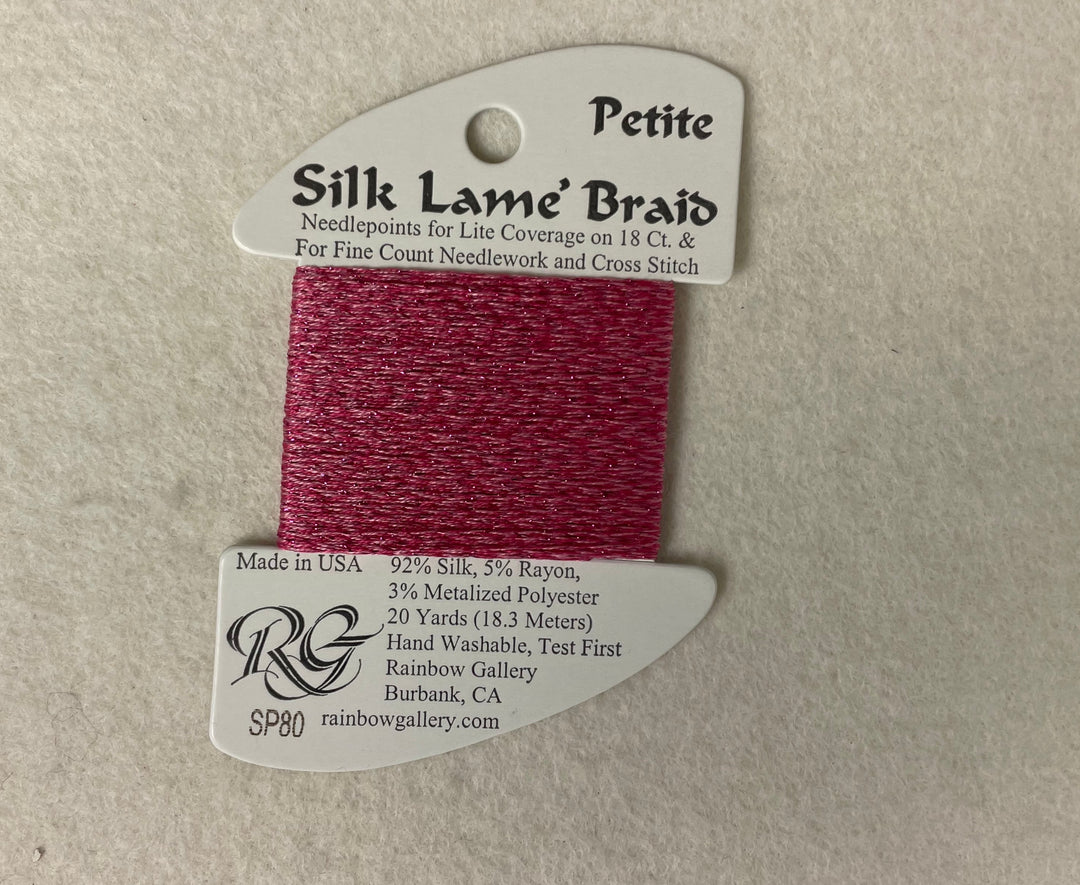 Petite
Silk Lame' Braid
Needlepoints for Lite Coverage on 18 Ct. &
For Fine Count Needlework and Cross Stitch
Made in USA
92% Silk, 5% Rayon,
3% Metalized Polyester
20 Yards (18.3 Meters)
Hand Washable, Test First
Rainbow Gallery
Burbank, CA
rainbowgallery.com
RG
SP80